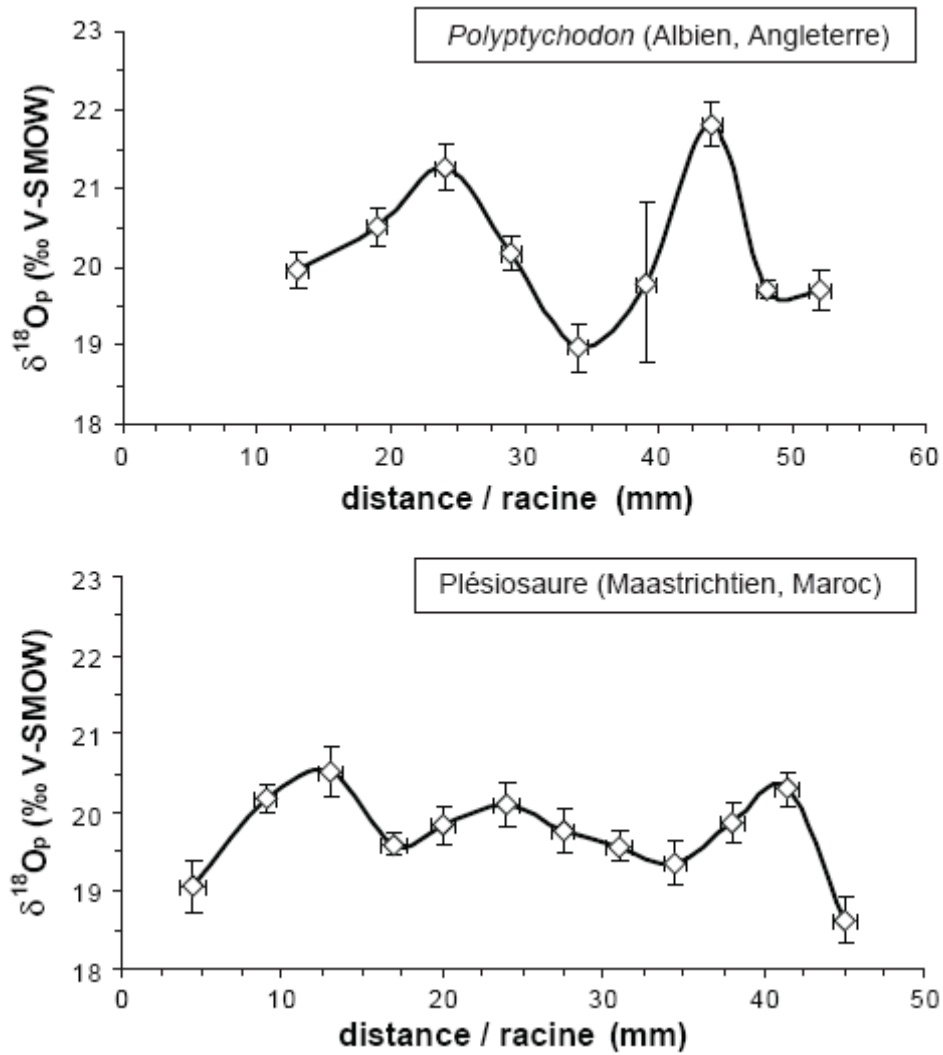 Polyptychodon (Albien, Angleterre)
δ¹⁸Op (‰ V-SMOW)
23
22
21
20
19
18
0 10 20 30 40 50 60
distance / racine (mm)
Plésiosaure (Maastrichtien, Maroc)
δ¹⁸Op (‰ V-SMOW)
23
22
21
20
19
18
0 10 20 30 40 50
distance / racine (mm)